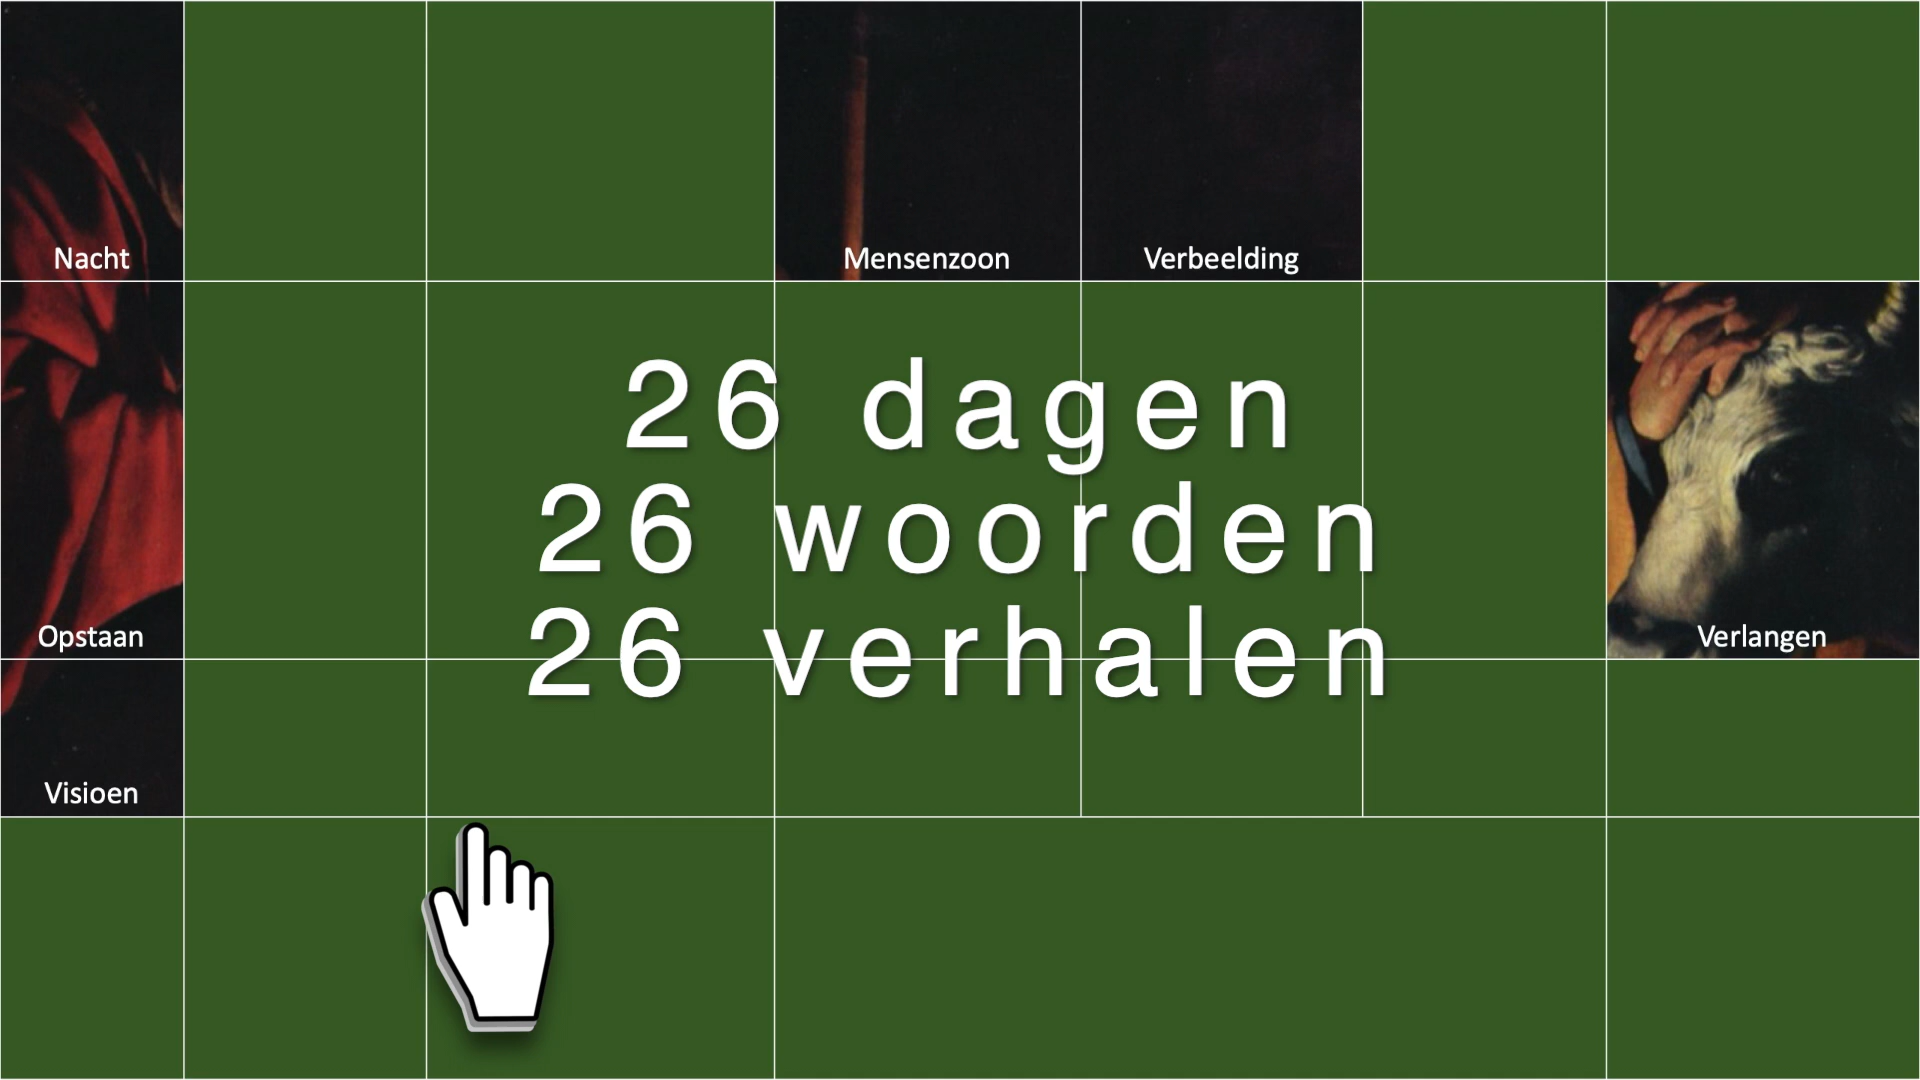 Nacht
Mensenzoon
Verbeelding
26 dagen
26 woorden
26 verhalen
Opstaan
Verlangen
Visioen